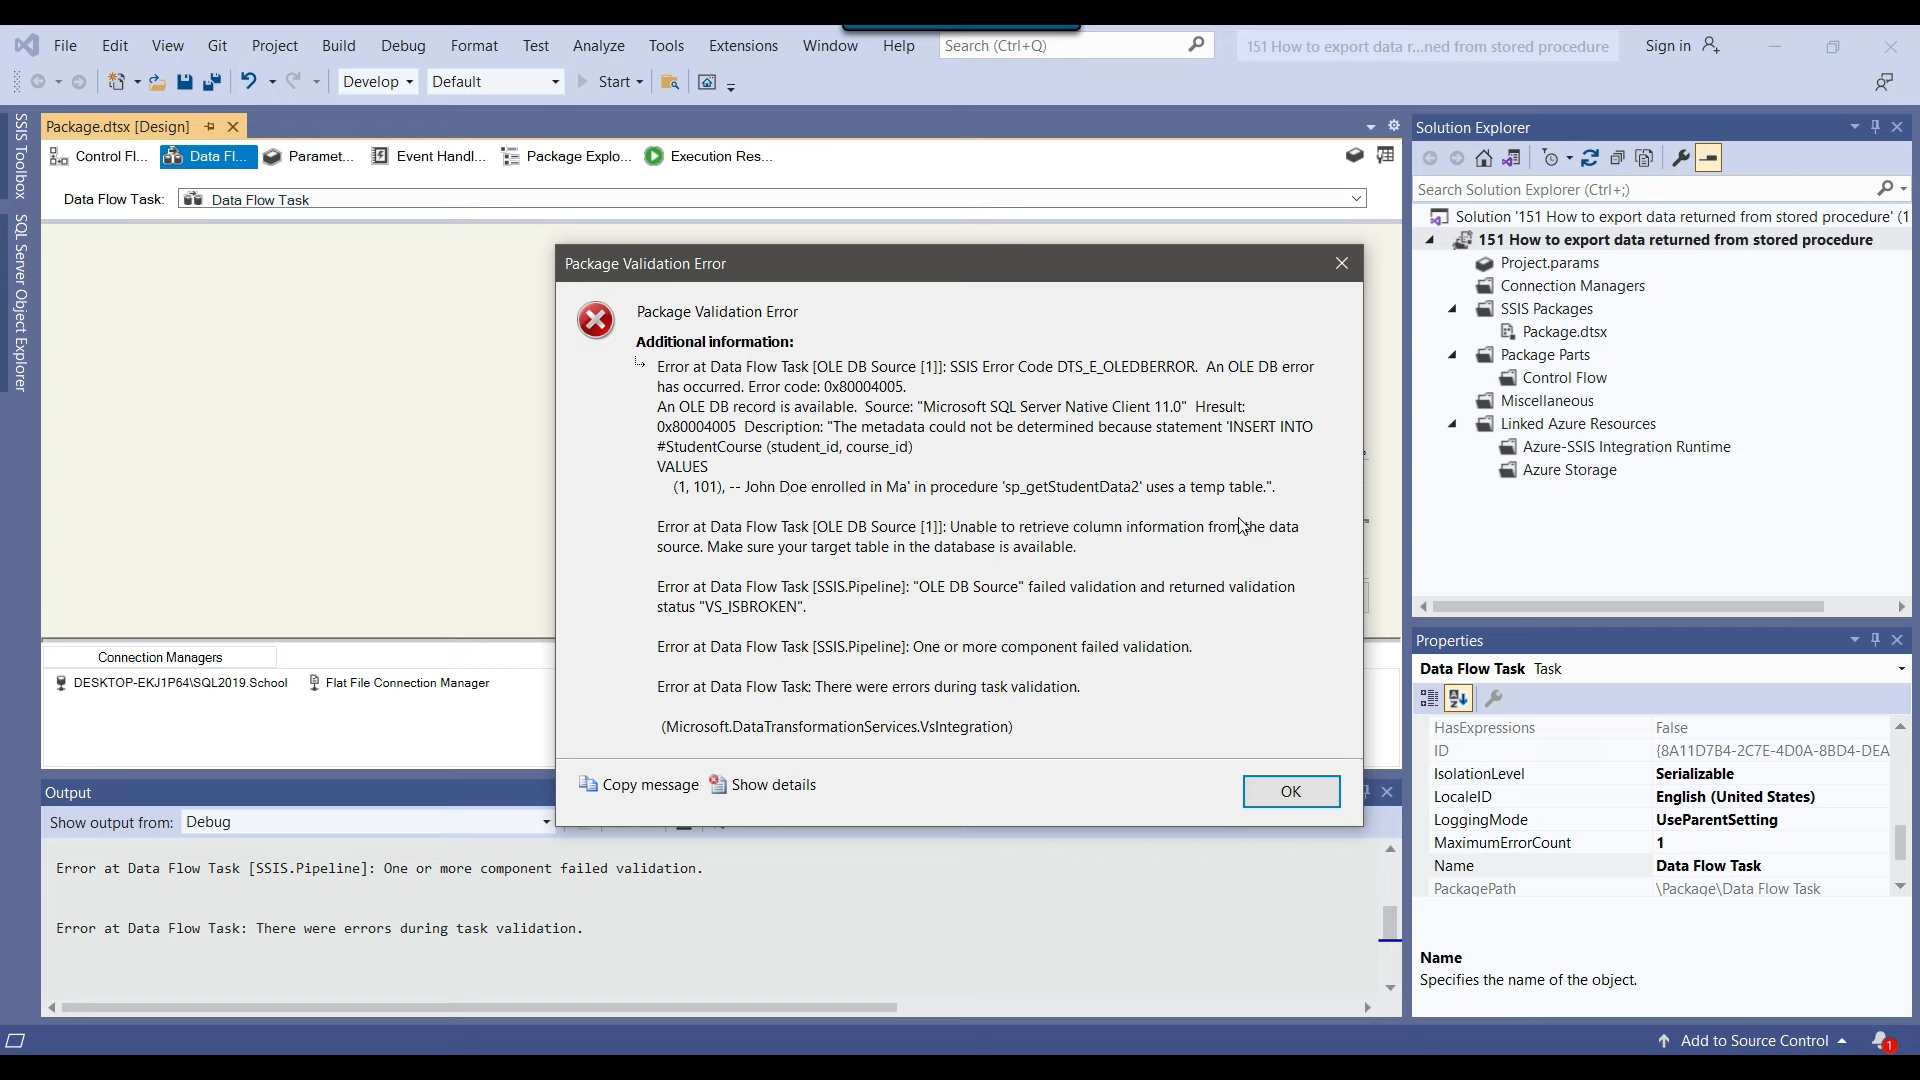 File Edit View Git Project Build Debug Format Test Analyze Tools Extensions Window Help Search (Ctrl+Q) 151 How to export data r...ned from stored procedure Sign in
Develop Default Start
SSIS Toolbox
SQL Server Object Explorer
Package.dtsx [Design]
Control Fl... Data Fl... Paramet... Event Handl... Package Explo... Execution Res...
Data Flow Task: Data Flow Task
Package Validation Error
Package Validation Error
Additional information:
Error at Data Flow Task [OLE DB Source [1]]: SSIS Error Code DTS_E_OLEDBERROR.  An OLE DB error
has occurred. Error code: 0x80004005.
An OLE DB record is available.  Source: "Microsoft SQL Server Native Client 11.0"  Hresult:
0x80004005  Description: "The metadata could not be determined because statement 'INSERT INTO
#StudentCourse (student_id, course_id)
VALUES
(1, 101), -- John Doe enrolled in Ma' in procedure 'sp_getStudentData2' uses a temp table.".
Error at Data Flow Task [OLE DB Source [1]]: Unable to retrieve column information from the data
source. Make sure your target table in the database is available.
Error at Data Flow Task [SSIS.Pipeline]: "OLE DB Source" failed validation and returned validation
status "VS_ISBROKEN".
Error at Data Flow Task [SSIS.Pipeline]: One or more component failed validation.
Error at Data Flow Task: There were errors during task validation.
(Microsoft.DataTransformationServices.VsIntegration)
Copy message Show details OK
Connection Managers
DESKTOP-EKJ1P64\SQL2019.School Flat File Connection Manager
Output
Show output from: Debug
Error at Data Flow Task [SSIS.Pipeline]: One or more component failed validation.
Error at Data Flow Task: There were errors during task validation.
Solution Explorer
Search Solution Explorer (Ctrl+;)
Solution '151 How to export data returned from stored procedure' (1
151 How to export data returned from stored procedure
Project.params
Connection Managers
SSIS Packages
Package.dtsx
Package Parts
Control Flow
Miscellaneous
Linked Azure Resources
Azure-SSIS Integration Runtime
Azure Storage
Properties
Data Flow Task Task
HasExpressions False
ID {8A11D7B4-2C7E-4D0A-8BD4-DEA
IsolationLevel Serializable
LocaleID English (United States)
LoggingMode UseParentSetting
MaximumErrorCount 1
Name Data Flow Task
PackagePath \Package\Data Flow Task
Name
Specifies the name of the object.
Add to Source Control 1